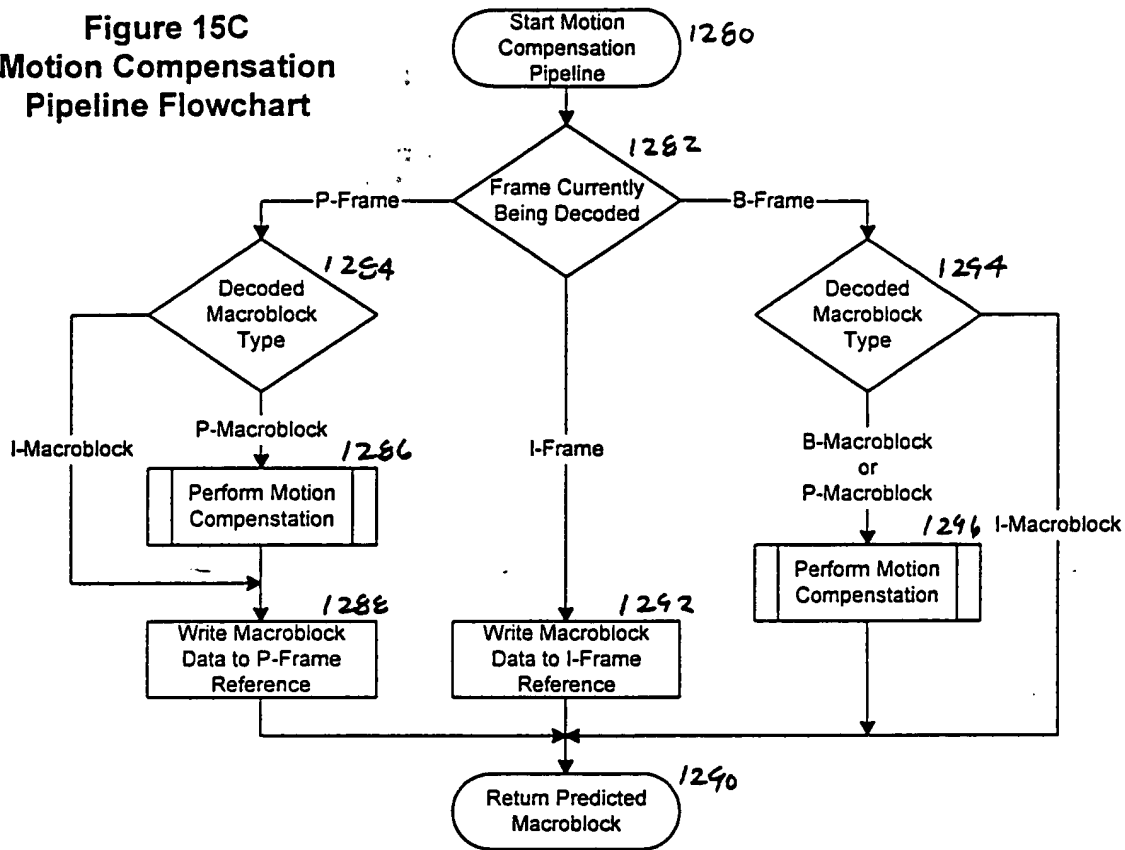 Figure 15C
Motion Compensation
Pipeline Flowchart
Start Motion
Compensation
Pipeline
1280
Frame Currently
Being Decoded
1282
P-Frame
B-Frame
I-Frame
Decoded
Macroblock
Type
1284
Decoded
Macroblock
Type
1294
I-Macroblock
P-Macroblock
Perform Motion
Compenstation
1286
B-Macroblock
or
P-Macroblock
I-Macroblock
Perform Motion
Compenstation
1296
Write Macroblock
Data to P-Frame
Reference
1288
Write Macroblock
Data to I-Frame
Reference
1292
Return Predicted
Macroblock
1290